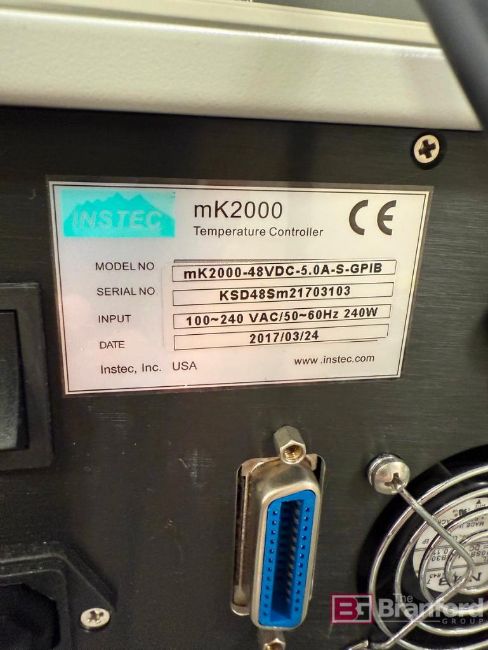 INSTEC
mK2000
CE
Temperature Controller
MODEL NO mK2000-48VDC-5.0A-S-GPIB
SERIAL NO. KSD48Sm21703103
INPUT 100~240 VAC/50~60Hz 240W
DATE 2017/03/24
Instec, Inc. USA www.instec.com
The
Branford
GROUP